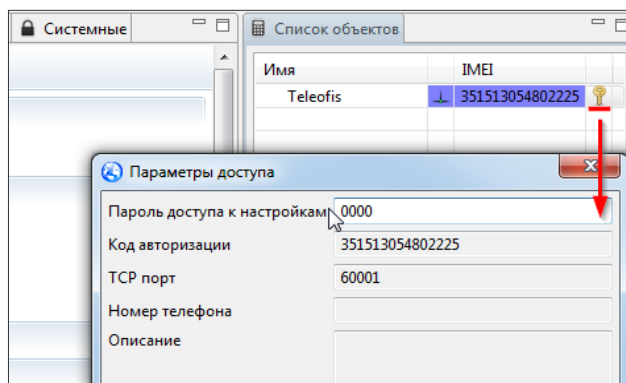 Системные
Список объектов
Имя IMEI
Teleofis 351513054802225
Параметры доступа
Пароль доступа к настройкам 0000
Код авторизации 351513054802225
TCP порт 60001
Номер телефона
Описание